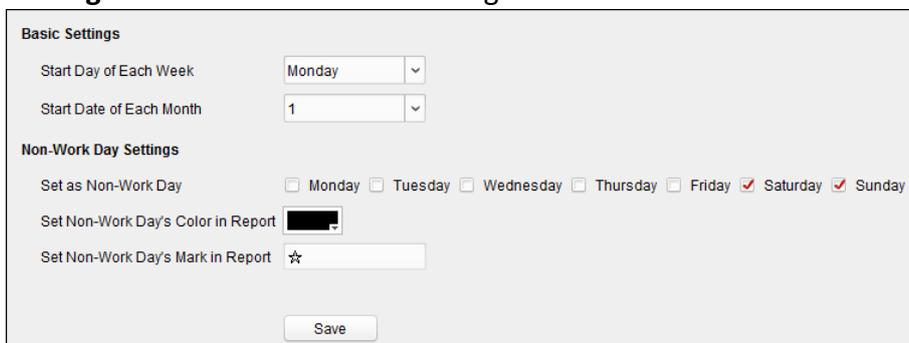 Basic Settings
Start Day of Each Week Monday
Start Date of Each Month 1
Non-Work Day Settings
Set as Non-Work Day Monday Tuesday Wednesday Thursday Friday Saturday Sunday
Set Non-Work Day's Color in Report
Set Non-Work Day's Mark in Report ☆
Save